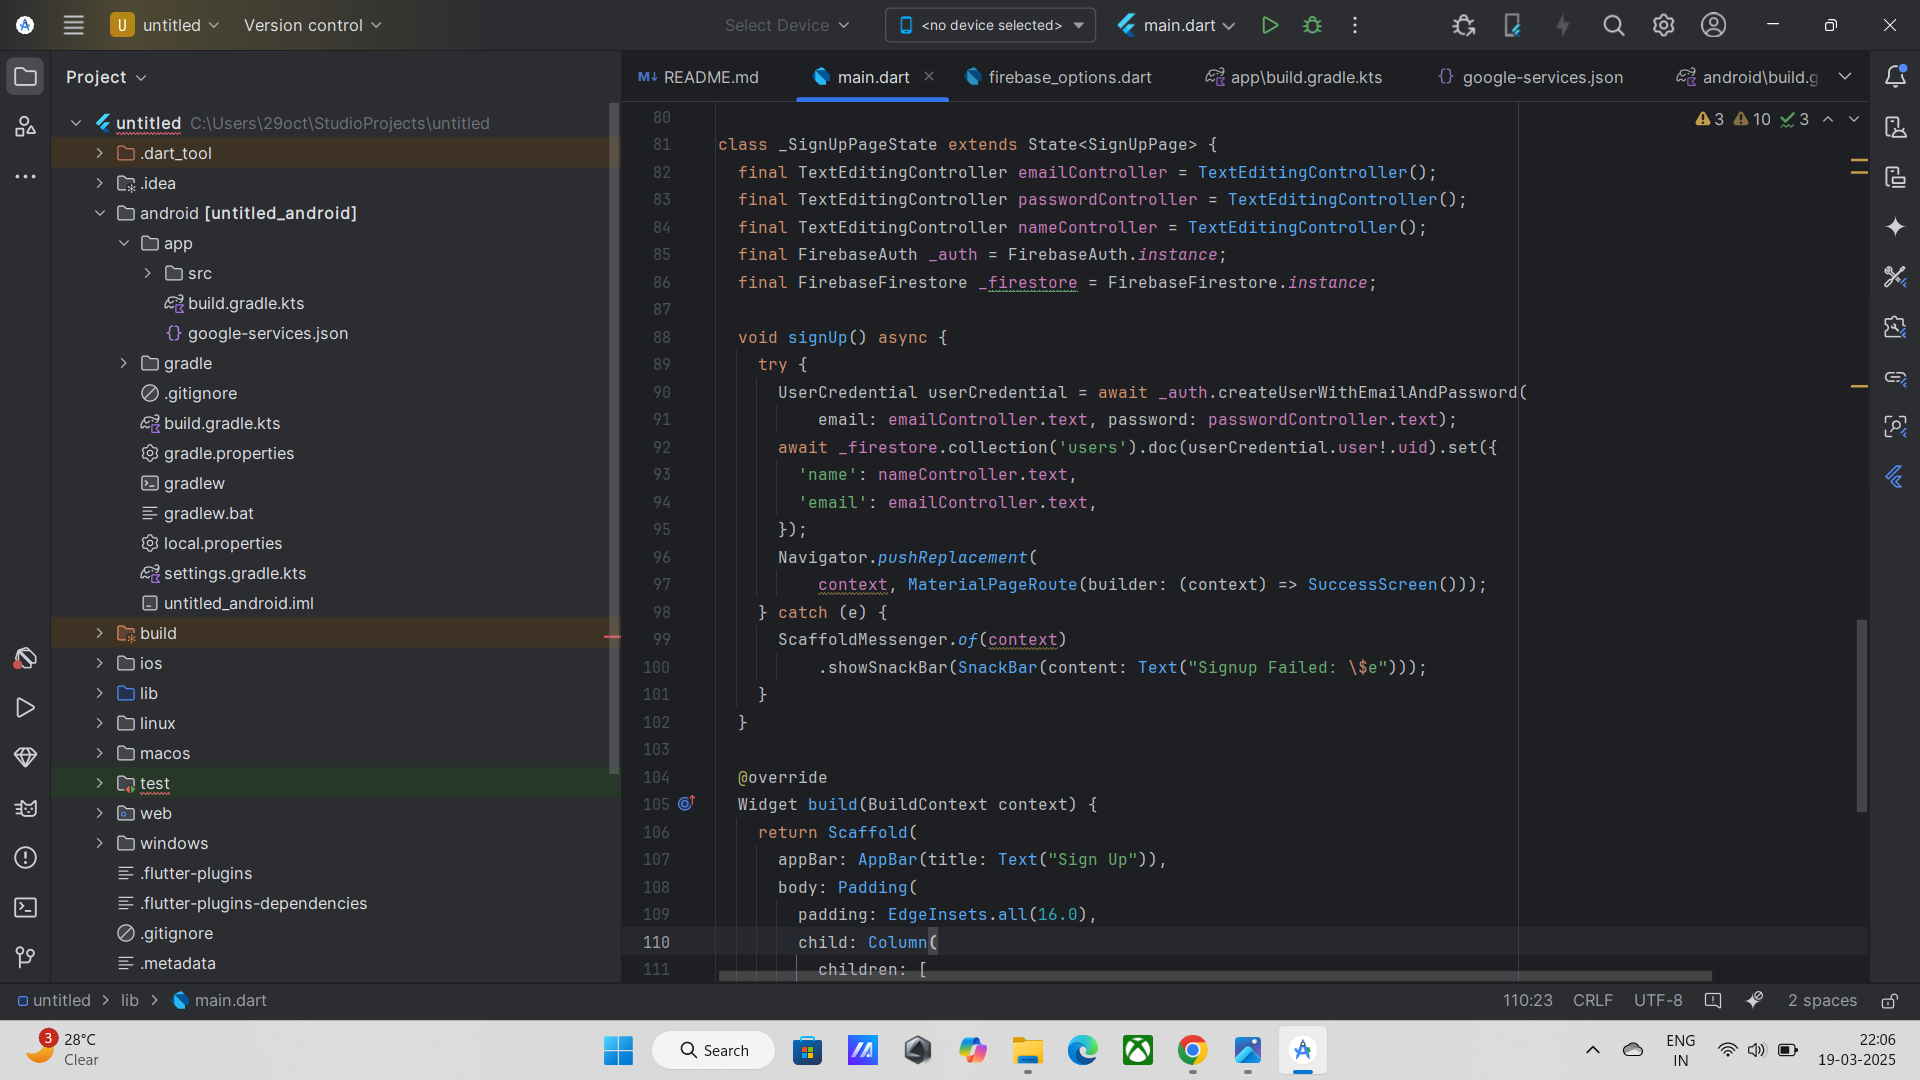 U untitled Version control Select Device <no device selected> main.dart
Project
README.md main.dart firebase_options.dart app\build.gradle.kts google-services.json android\build.g
untitled C:\Users\29oct\StudioProjects\untitled
.dart_tool
.idea
android [untitled_android]
app
src
build.gradle.kts
google-services.json
gradle
.gitignore
build.gradle.kts
gradle.properties
gradlew
gradlew.bat
local.properties
settings.gradle.kts
untitled_android.iml
build
ios
lib
linux
macos
test
web
windows
.flutter-plugins
.flutter-plugins-dependencies
.gitignore
.metadata
3 10 3
80
81 class _SignUpPageState extends State<SignUpPage> {
82 final TextEditingController emailController = TextEditingController();
83 final TextEditingController passwordController = TextEditingController();
84 final TextEditingController nameController = TextEditingController();
85 final FirebaseAuth _auth = FirebaseAuth.instance;
86 final FirebaseFirestore _firestore = FirebaseFirestore.instance;
87
88 void signUp() async {
89 try {
90 UserCredential userCredential = await _auth.createUserWithEmailAndPassword(
91 email: emailController.text, password: passwordController.text);
92 await _firestore.collection('users').doc(userCredential.user!.uid).set({
93 'name': nameController.text,
94 'email': emailController.text,
95 });
96 Navigator.pushReplacement(
97 context, MaterialPageRoute(builder: (context) => SuccessScreen()));
98 } catch (e) {
99 ScaffoldMessenger.of(context)
100 .showSnackBar(SnackBar(content: Text("Signup Failed: \$e")));
101 }
102 }
103
104 @override
105 Widget build(BuildContext context) {
106 return Scaffold(
107 appBar: AppBar(title: Text("Sign Up")),
108 body: Padding(
109 padding: EdgeInsets.all(16.0),
110 child: Column(
111 children: [
untitled > lib > main.dart 110:23 CRLF UTF-8 2 spaces
3 28°C
Clear
Search
ENG
IN
22:06
19-03-2025